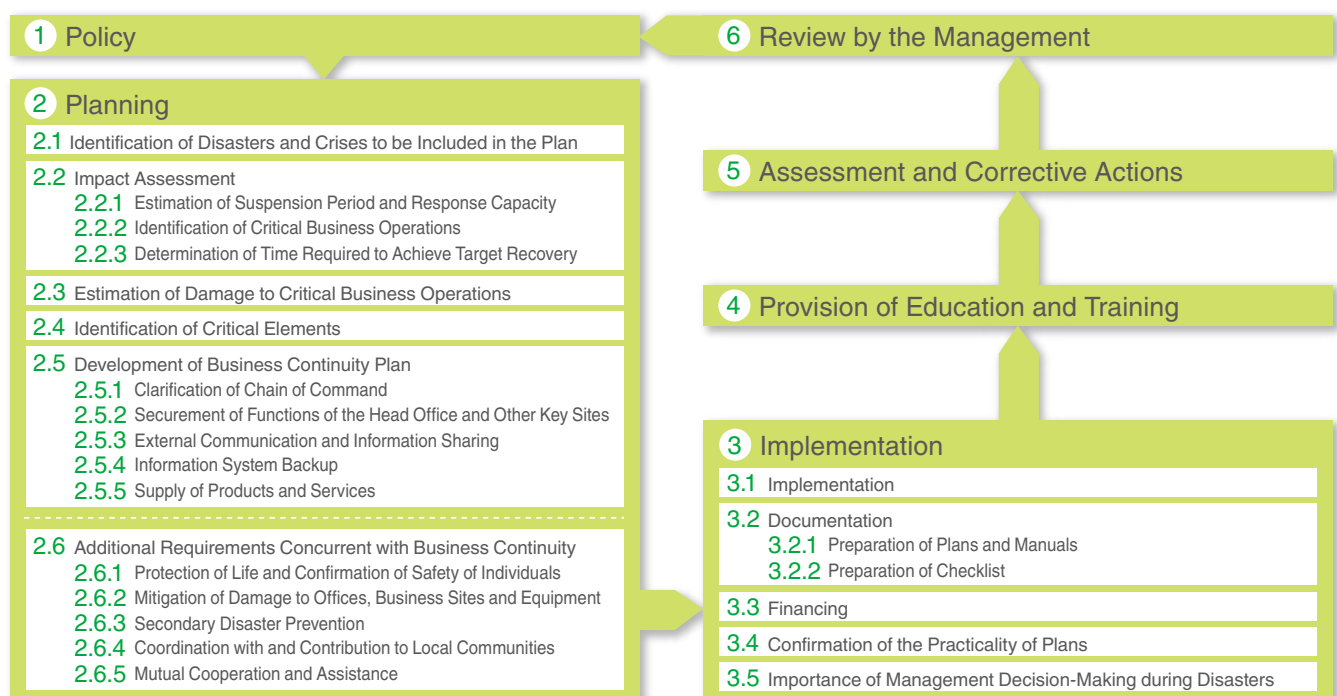 1 Policy
2 Planning
2.1 Identification of Disasters and Crises to be Included in the Plan
2.2 Impact Assessment
2.2.1 Estimation of Suspension Period and Response Capacity
2.2.2 Identification of Critical Business Operations
2.2.3 Determination of Time Required to Achieve Target Recovery
2.3 Estimation of Damage to Critical Business Operations
2.4 Identification of Critical Elements
2.5 Development of Business Continuity Plan
2.5.1 Clarification of Chain of Command
2.5.2 Securement of Functions of the Head Office and Other Key Sites
2.5.3 External Communication and Information Sharing
2.5.4 Information System Backup
2.5.5 Supply of Products and Services
2.6 Additional Requirements Concurrent with Business Continuity
2.6.1 Protection of Life and Confirmation of Safety of Individuals
2.6.2 Mitigation of Damage to Offices, Business Sites and Equipment
2.6.3 Secondary Disaster Prevention
2.6.4 Coordination with and Contribution to Local Communities
2.6.5 Mutual Cooperation and Assistance
6 Review by the Management
5 Assessment and Corrective Actions
4 Provision of Education and Training
3 Implementation
3.1 Implementation
3.2 Documentation
3.2.1 Preparation of Plans and Manuals
3.2.2 Preparation of Checklist
3.3 Financing
3.4 Confirmation of the Practicality of Plans
3.5 Importance of Management Decision-Making during Disasters